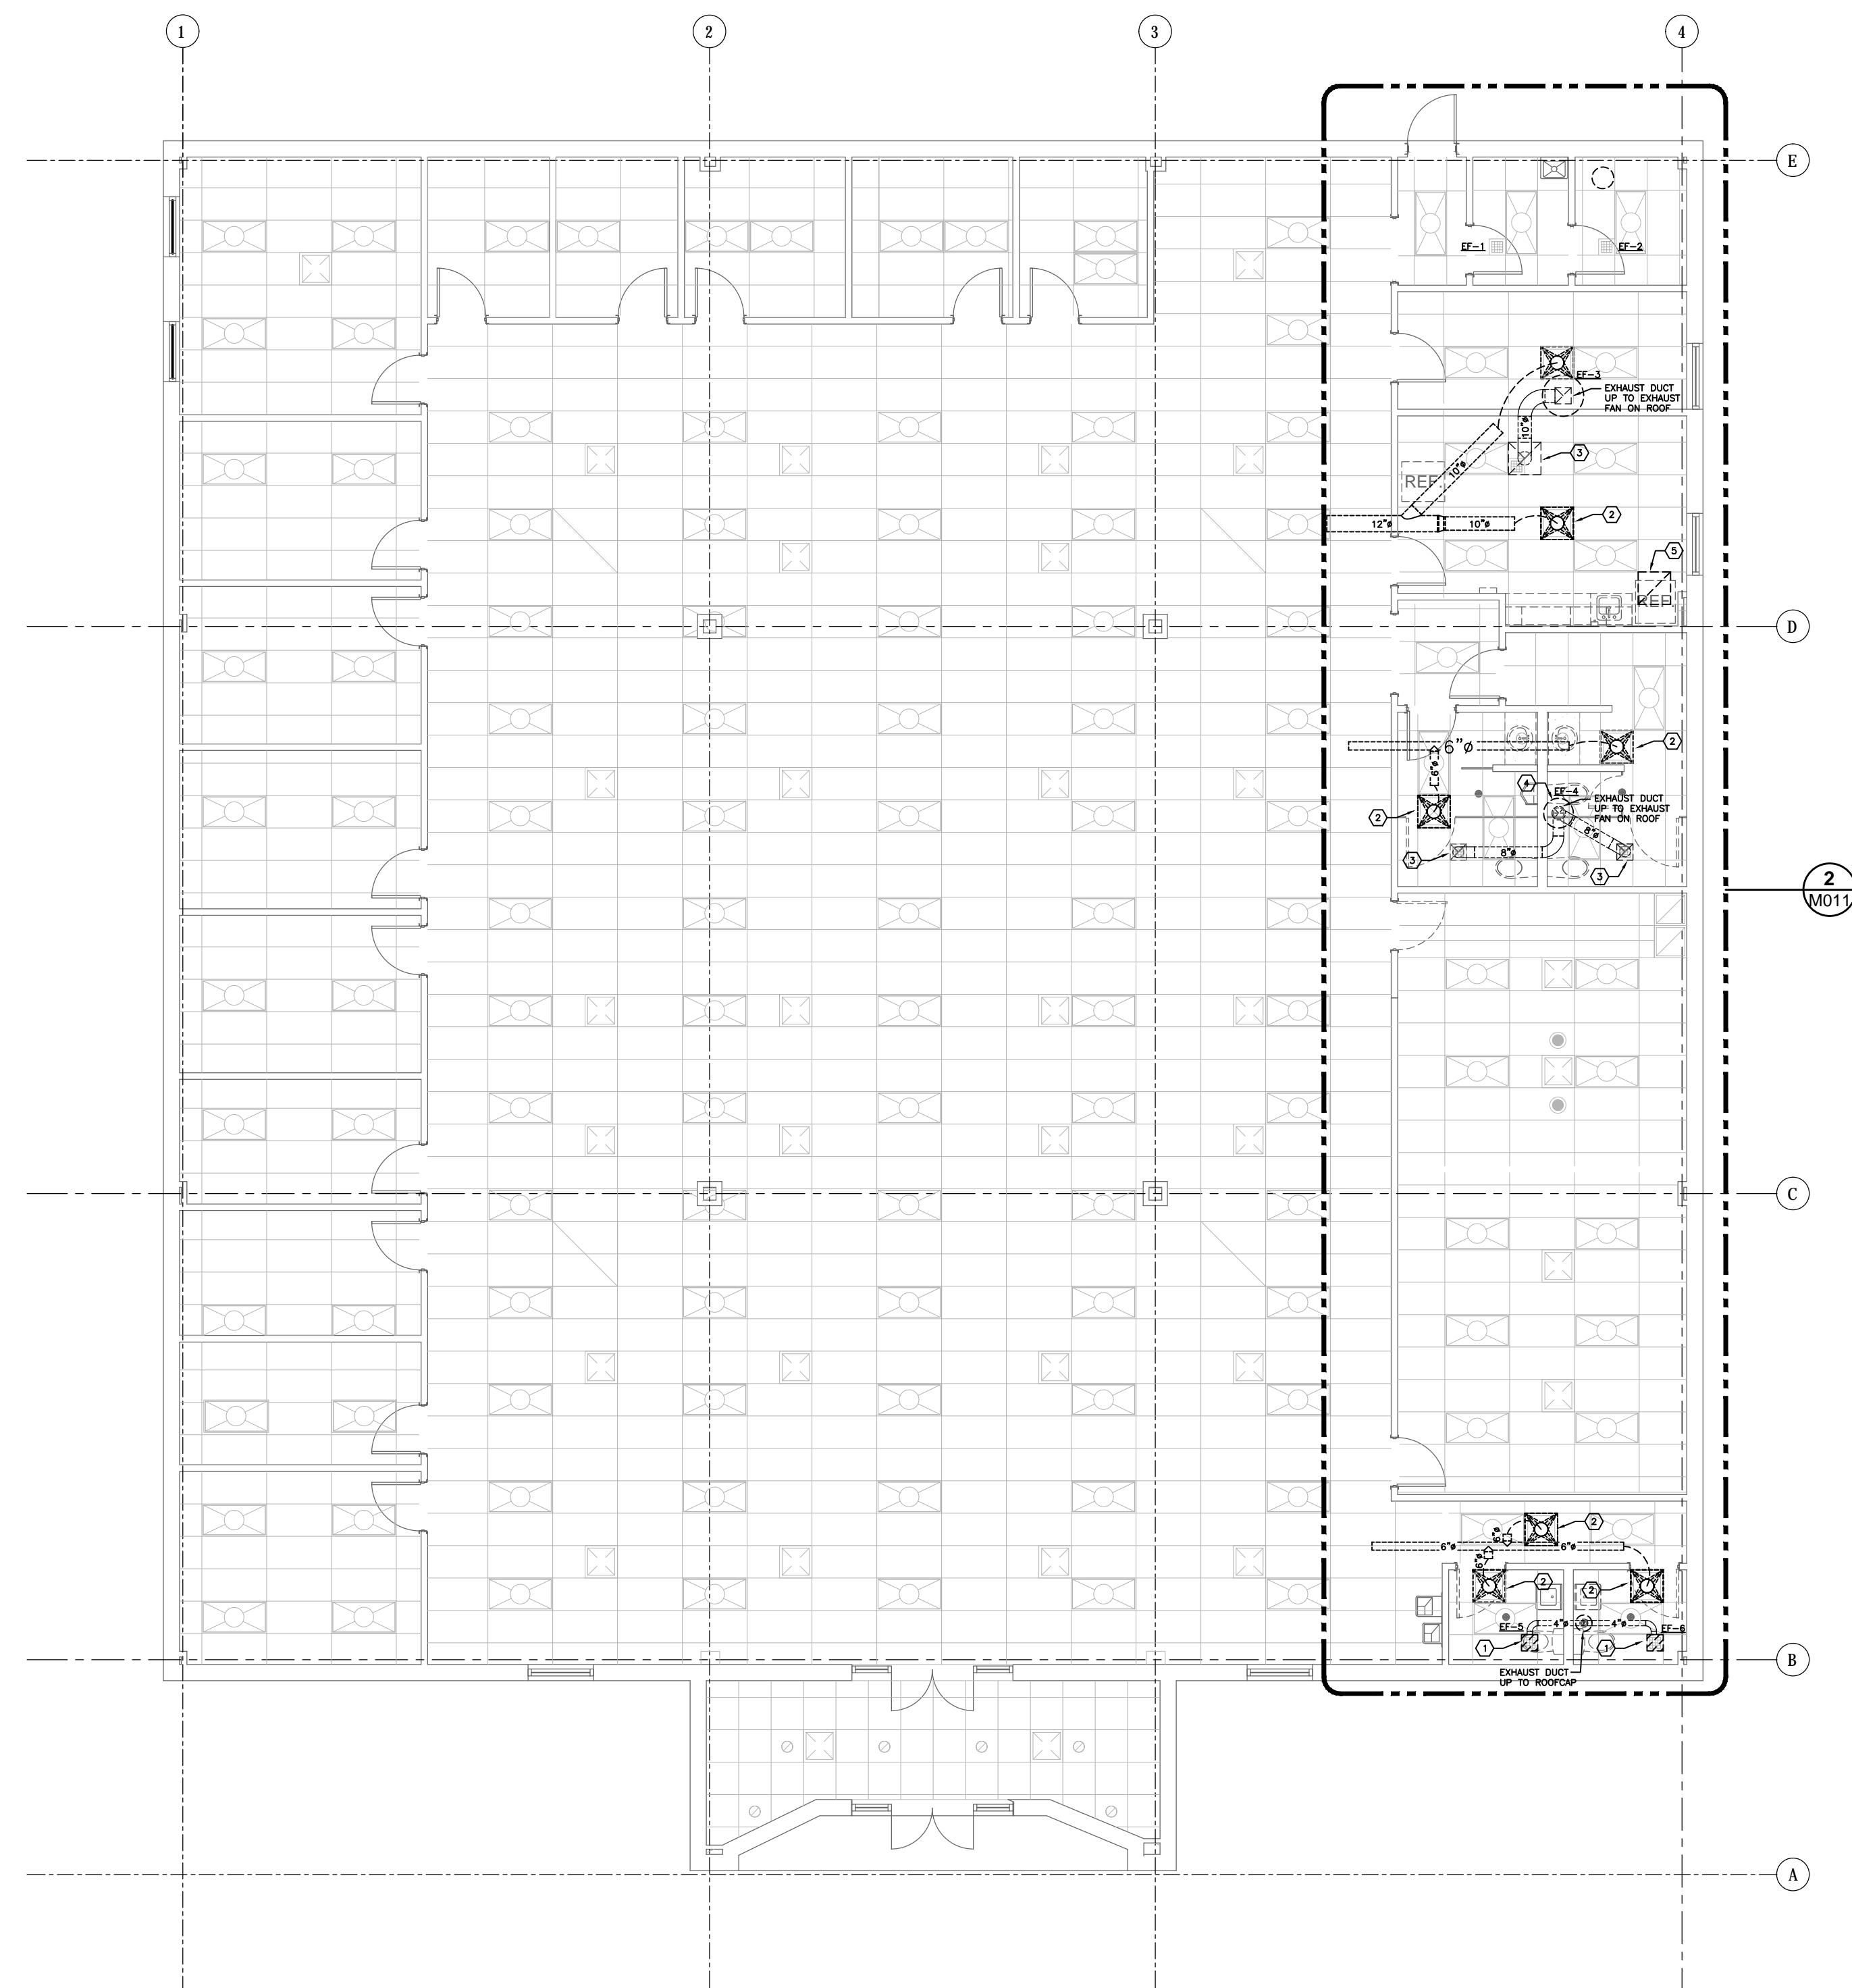 1
2
3
4
E
EF-1
EF-2
EF-3
EXHAUST DUCT
UP TO EXHAUST
FAN ON ROOF
10"ø
3
10"ø
REF.
12"ø
10"ø
2
5
REF.
D
6"ø
2
6"ø
4
EF-4
EXHAUST DUCT
UP TO EXHAUST
FAN ON ROOF
2
8"ø
8"ø
3
3
2
M011
C
6"ø
2
6"ø
6"ø
6"ø
2
2
EF-5
4"ø
4"ø
EF-6
1
1
B
EXHAUST DUCT
UP TO ROOFCAP
A